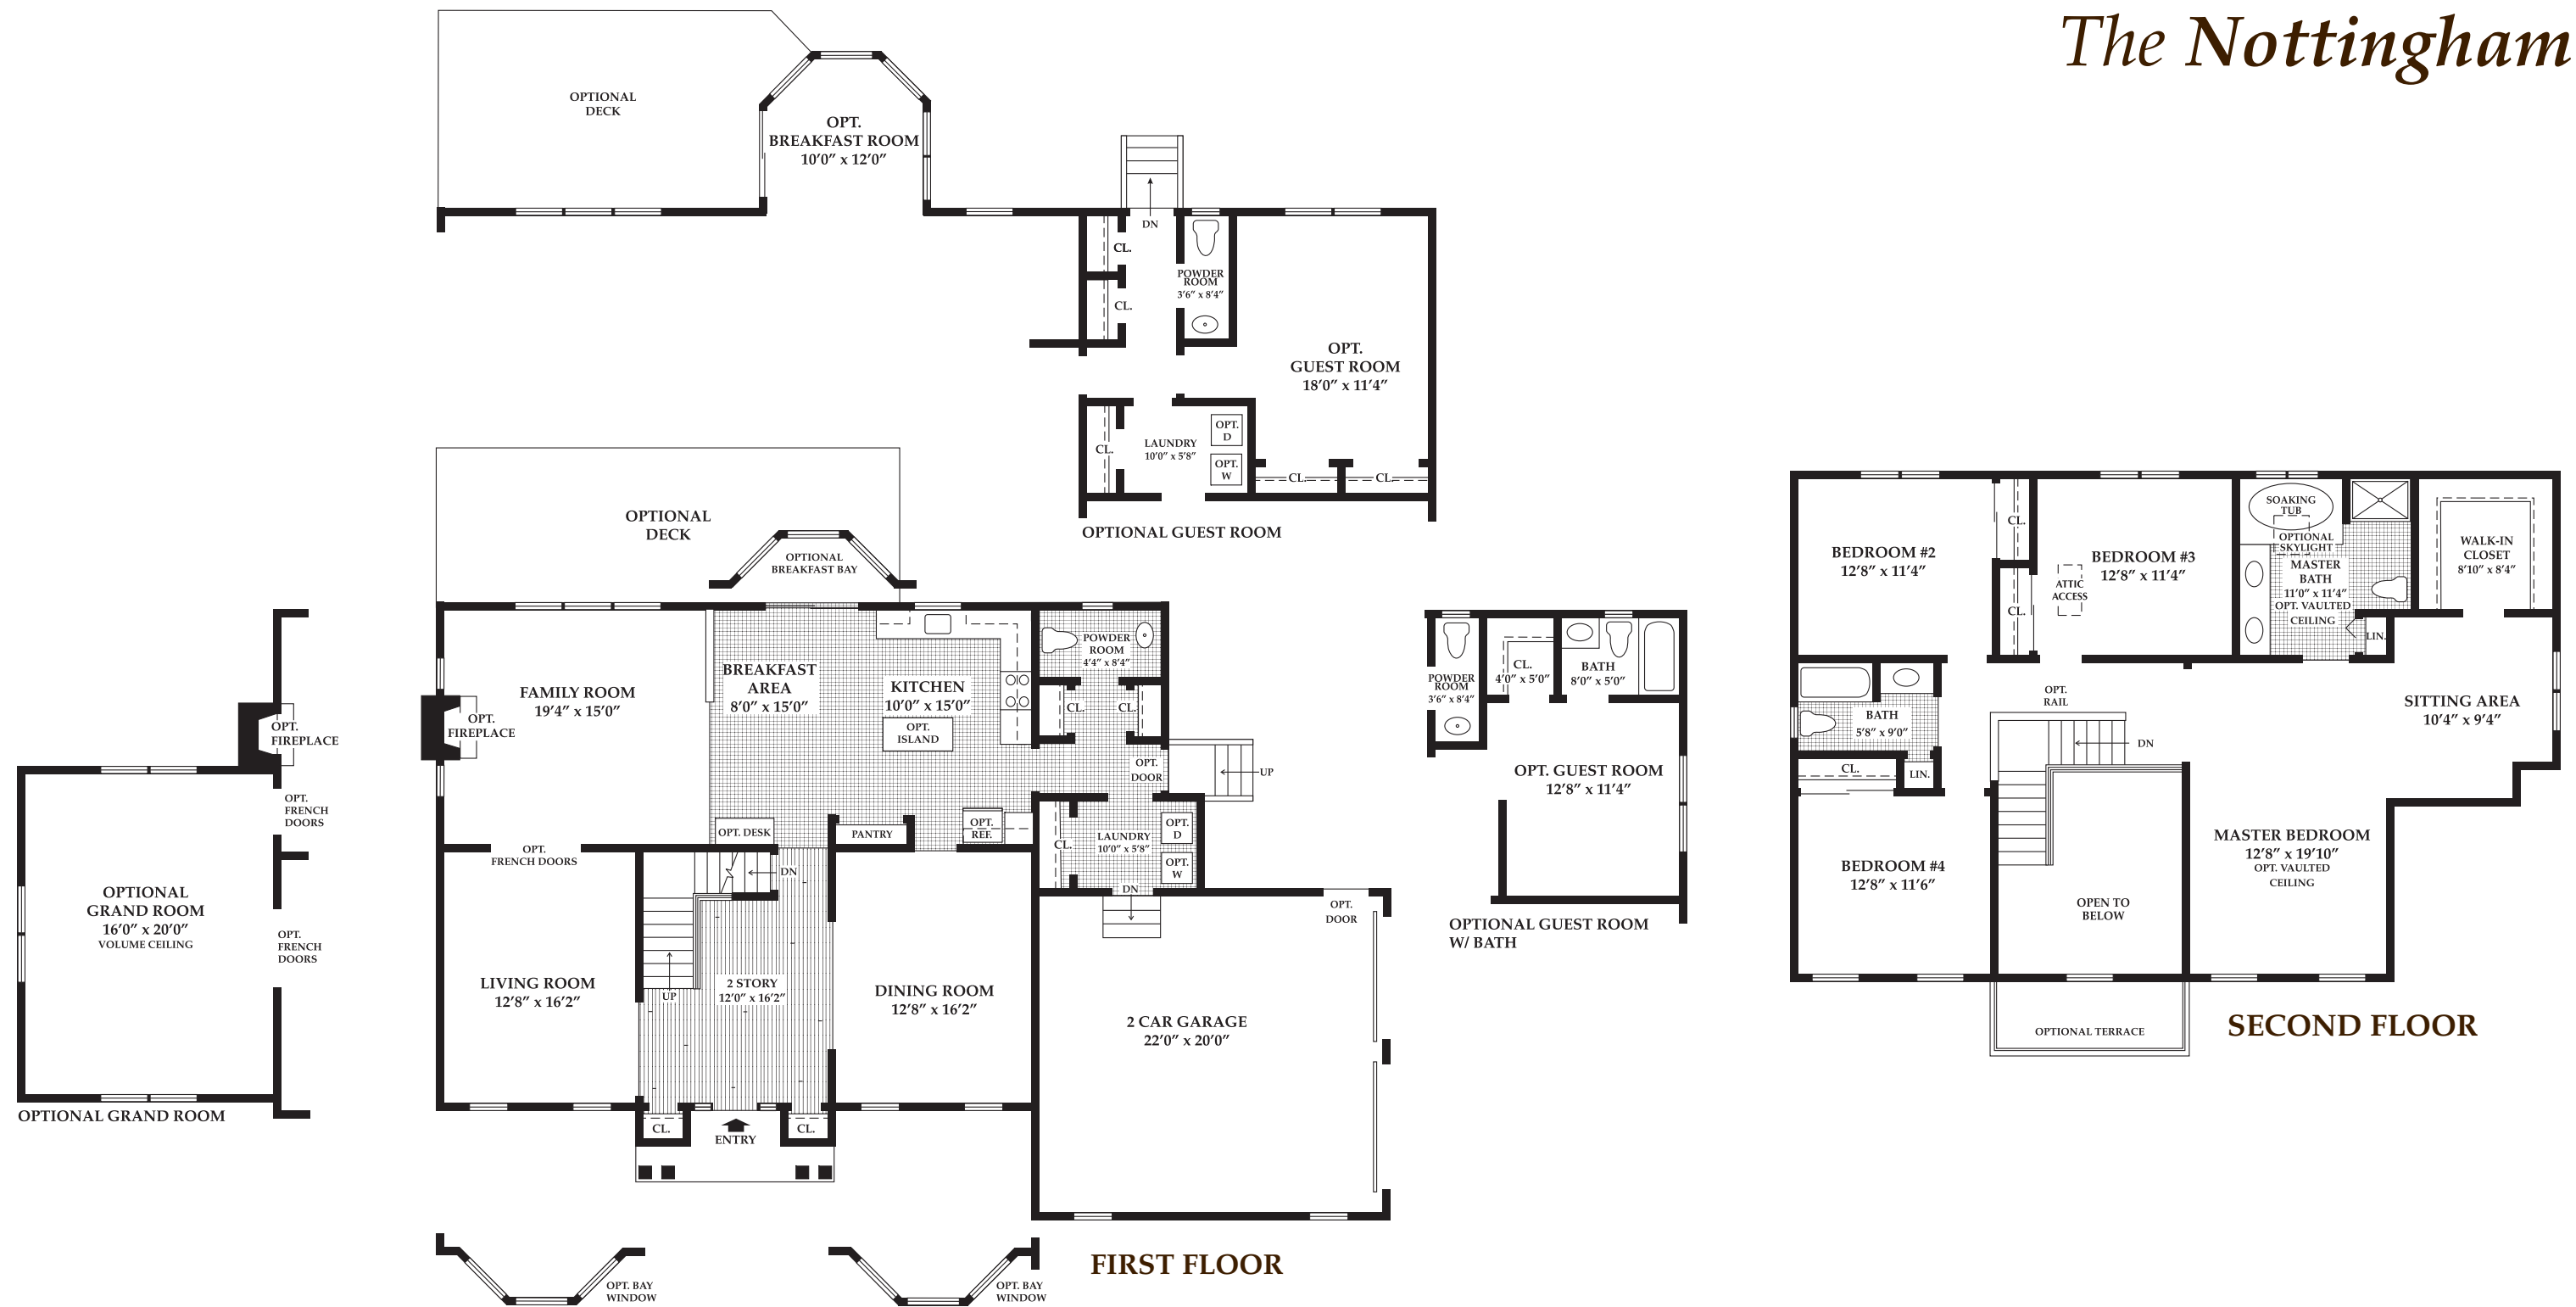 The Nottingham
OPTIONAL
DECK
OPT.
BREAKFAST ROOM
10'0" x 12'0"
DN
CL.
CL.
POWDER
ROOM
3'6" x 8'4"
OPT.
GUEST ROOM
18'0" x 11'4"
CL.
LAUNDRY
10'0" x 5'8"
OPT.
D
OPT.
W
CL.
CL.
OPTIONAL GUEST ROOM
OPT.
FIREPLACE
OPT.
FRENCH
DOORS
OPT.
FRENCH
DOORS
OPTIONAL
GRAND ROOM
16'0" x 20'0"
VOLUME CEILING
OPTIONAL GRAND ROOM
OPTIONAL
DECK
OPTIONAL
BREAKFAST BAY
FAMILY ROOM
19'4" x 15'0"
OPT.
FIREPLACE
BREAKFAST
AREA
8'0" x 15'0"
KITCHEN
10'0" x 15'0"
OPT.
ISLAND
POWDER
ROOM
4'4" x 8'4"
CL.
CL.
OPT.
DOOR
UP
OPT. DESK
PANTRY
OPT.
REF.
CL.
LAUNDRY
10'0" x 5'8"
OPT.
D
OPT.
W
DN
OPT.
FRENCH DOORS
DN
UP
LIVING ROOM
12'8" x 16'2"
2 STORY
12'0" x 16'2"
DINING ROOM
12'8" x 16'2"
OPT.
DOOR
2 CAR GARAGE
22'0" x 20'0"
CL.
ENTRY
CL.
OPT. BAY
WINDOW
OPT. BAY
WINDOW
FIRST FLOOR
POWDER
ROOM
3'6" x 8'4"
CL.
4'0" x 5'0"
BATH
8'0" x 5'0"
OPT. GUEST ROOM
12'8" x 11'4"
OPTIONAL GUEST ROOM
W/ BATH
BEDROOM #2
12'8" x 11'4"
CL.
CL.
BEDROOM #3
12'8" x 11'4"
ATTIC
ACCESS
SOAKING
TUB
OPTIONAL
SKYLIGHT
MASTER
BATH
11'0" x 11'4"
OPT. VAULTED
CEILING
LIN.
WALK-IN
CLOSET
8'10" x 8'4"
SITTING AREA
10'4" x 9'4"
BATH
5'8" x 9'0"
CL.
LIN.
OPT.
RAIL
DN
BEDROOM #4
12'8" x 11'6"
OPEN TO
BELOW
MASTER BEDROOM
12'8" x 19'10"
OPT. VAULTED
CEILING
OPTIONAL TERRACE
SECOND FLOOR